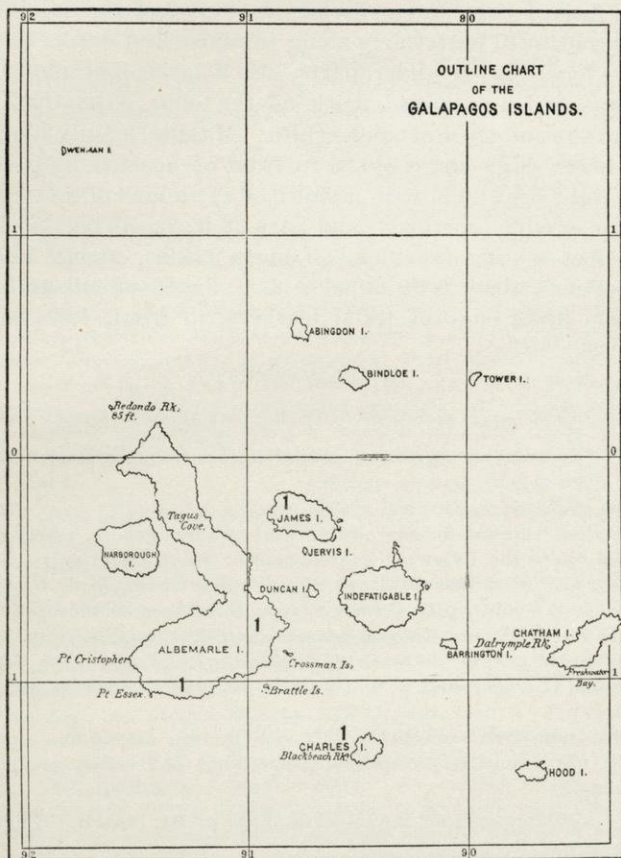 92
91
90
OUTLINE CHART
OF THE
GALAPAGOS ISLANDS.
WENMAN I.
1
1
ABINGDON I.
BINDLOE I.
TOWER I.
Redondo Rk.
85 ft.
0
0
1
JAMES I.
Tagus
Cove.
NARBOROUGH
I.
JERVIS I.
DUNCAN I.
INDEFATIGABLE I.
1
CHATHAM I.
ALBEMARLE I.
Dalrymple Rk.
BARRINGTON I.
Pt Cristopher
Crossman Is.
Freshwater
Bay.
1
1
1
Pt Essex.
Brattle Is.
1
CHARLES
I.
Blackbeach Rk.
HOOD I.
92
91
90